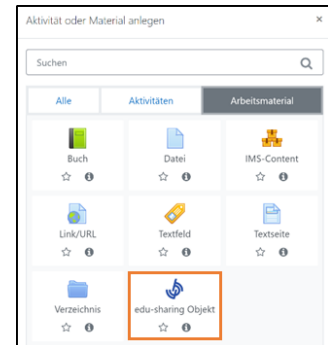 Aktivität oder Material anlegen ×
Suchen
Alle Aktivitäten Arbeitsmaterial
Buch Datei IMS-Content
Link/URL Textfeld Textseite
Verzeichnis edu-sharing Objekt